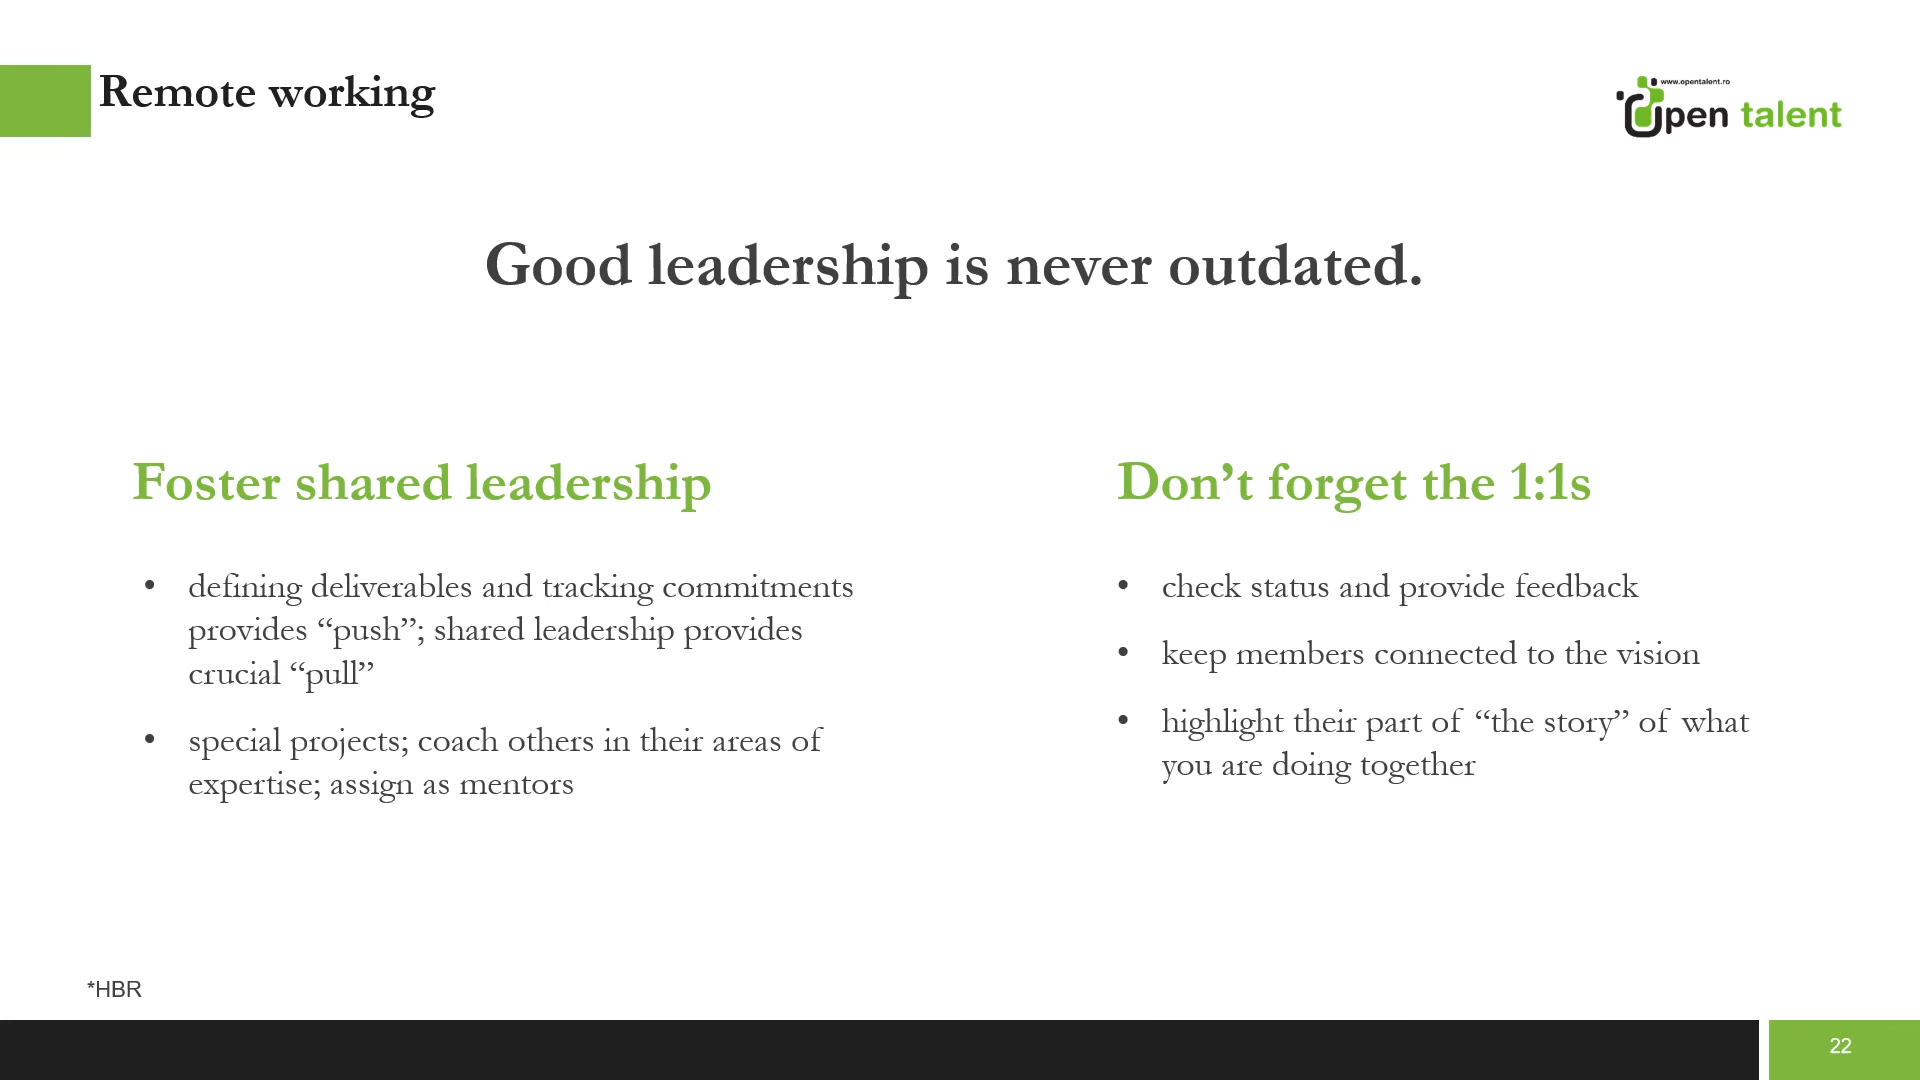 Remote working
www.opentalent.ro
Open talent
Good leadership is never outdated.
Foster shared leadership
• defining deliverables and tracking commitments
provides “push”; shared leadership provides
crucial “pull”
• special projects; coach others in their areas of
expertise; assign as mentors
Don’t forget the 1:1s
• check status and provide feedback
• keep members connected to the vision
• highlight their part of “the story” of what
you are doing together
*HBR
22